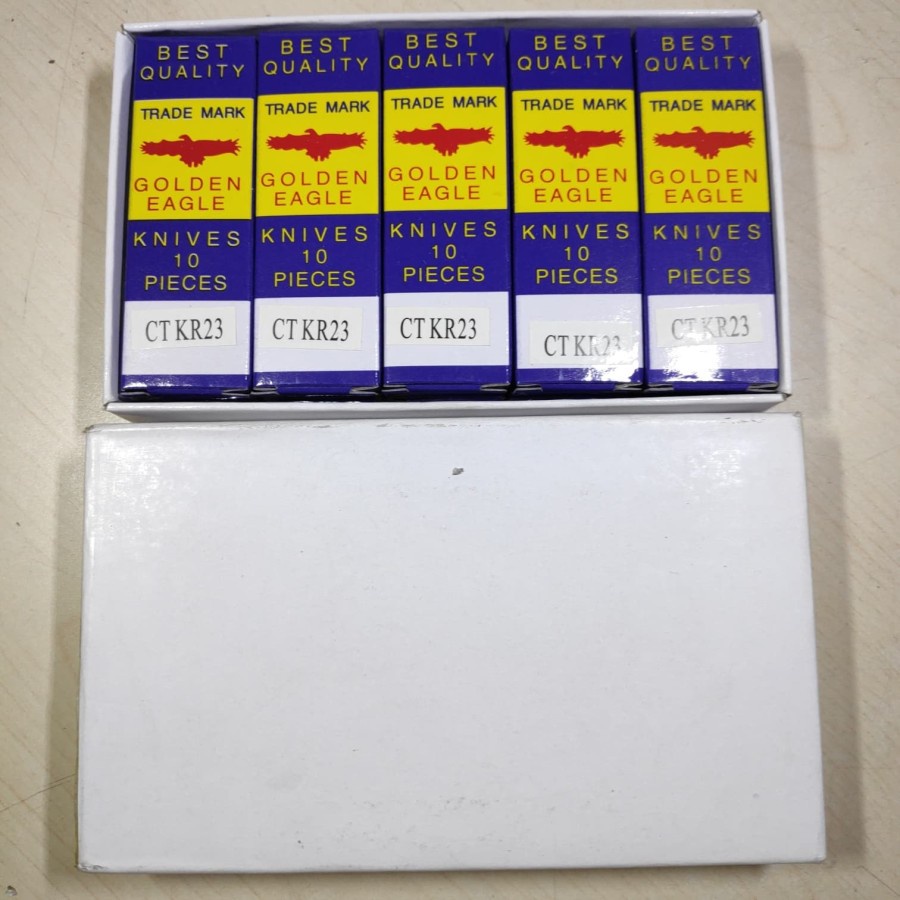 BEST
QUALITY
TRADE MARK
GOLDEN
EAGLE
KNIVES
10
PIECES
CT KR23
BEST
QUALITY
TRADE MARK
GOLDEN
EAGLE
KNIVES
10
PIECES
CT KR23
BEST
QUALITY
TRADE MARK
GOLDEN
EAGLE
KNIVES
10
PIECES
CT KR23
BEST
QUALITY
TRADE MARK
GOLDEN
EAGLE
KNIVES
10
PIECES
CT KR23
BEST
QUALITY
TRADE MARK
GOLDEN
EAGLE
KNIVES
10
PIECES
CT KR23